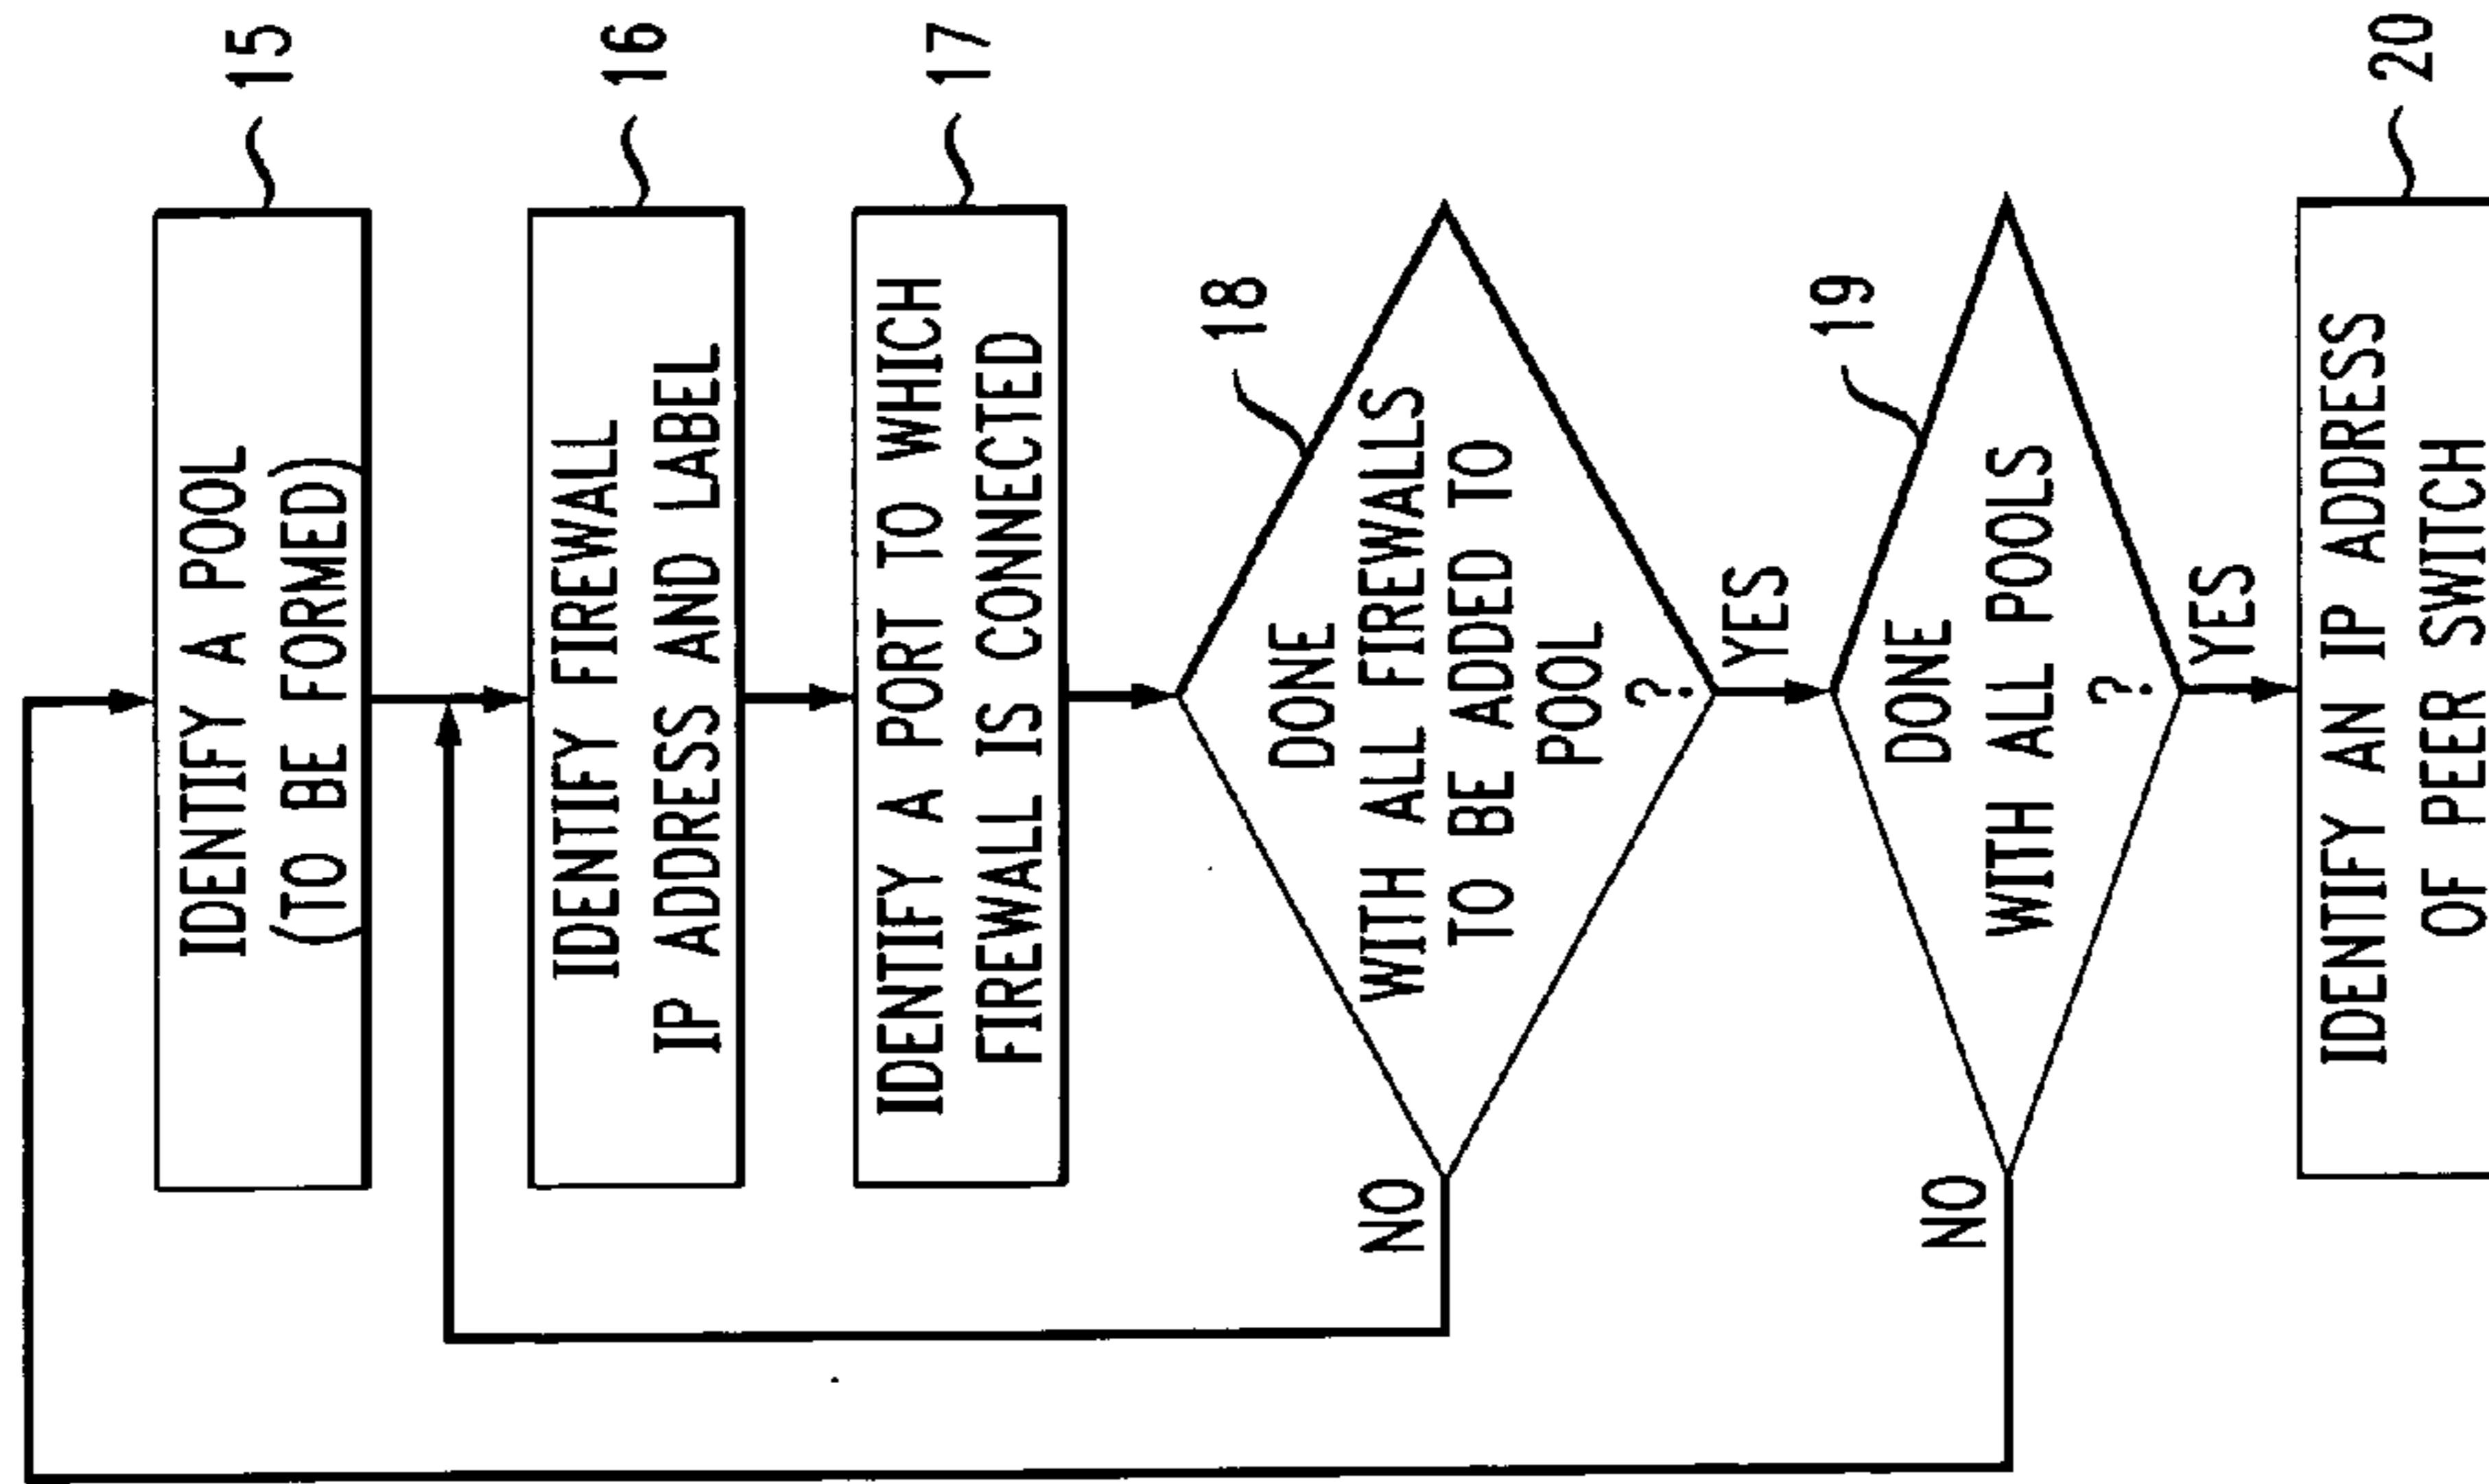 IDENTIFY A POOL
(TO BE FORMED)
15
IDENTIFY FIREWALL
IP ADDRESS AND LABEL
16
IDENTIFY A PORT TO WHICH
FIREWALL IS CONNECTED
17
18
DONE
WITH ALL FIREWALLS
TO BE ADDED TO
POOL
?
NO
YES
19
DONE
WITH ALL POOLS
?
NO
YES
IDENTIFY AN IP ADDRESS
OF PEER SWITCH
20